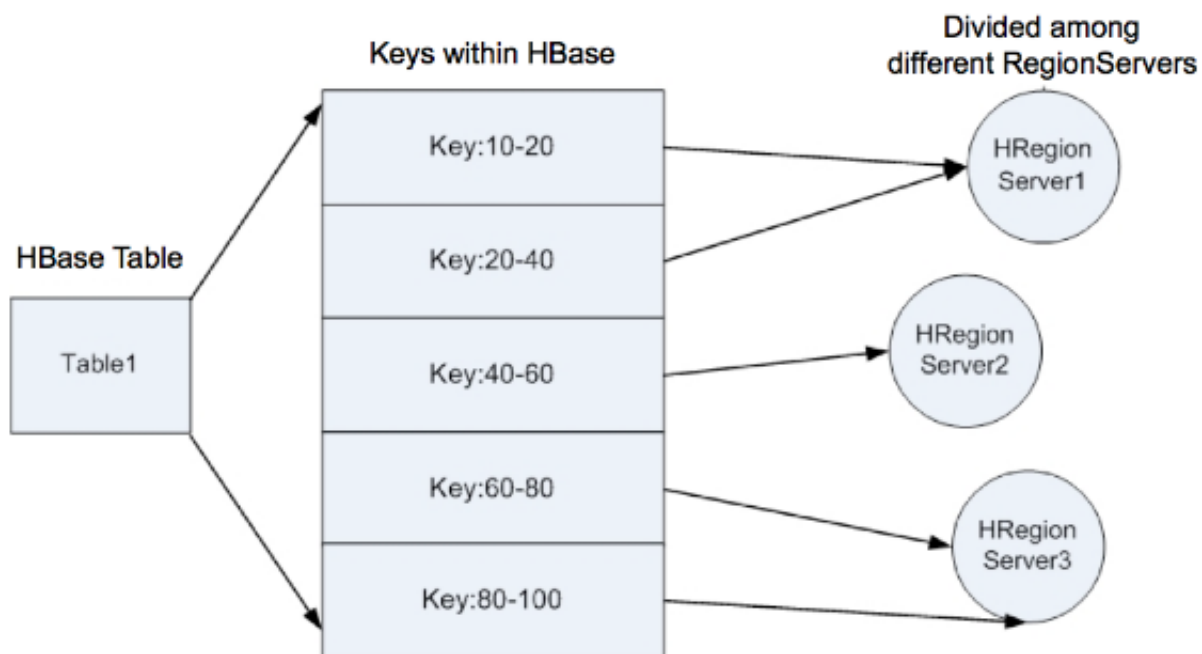 Divided among
different RegionServers
Keys within HBase
Key:10-20
HRegion
Server1
Key:20-40
HBase Table
Table1
Key:40-60
HRegion
Server2
Key:60-80
HRegion
Server3
Key:80-100